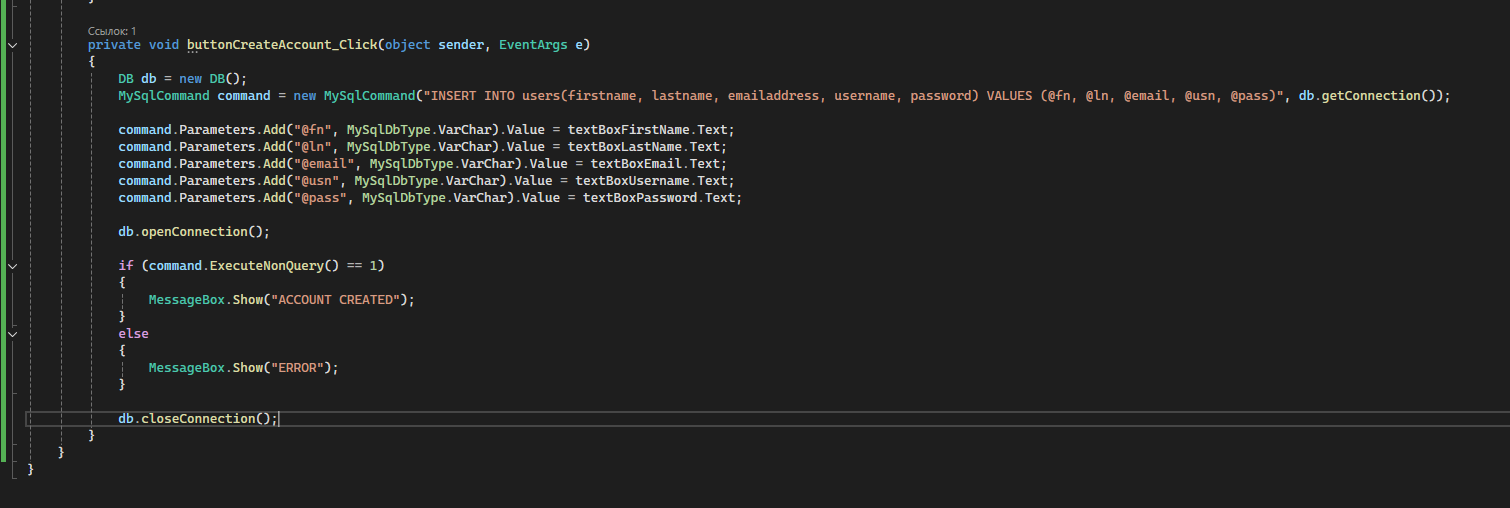 }
Ссылок: 1
private void buttonCreateAccount_Click(object sender, EventArgs e)
{
DB db = new DB();
MySqlCommand command = new MySqlCommand("INSERT INTO users(firstname, lastname, emailaddress, username, password) VALUES (@fn, @ln, @email, @usn, @pass)", db.getConnection());
command.Parameters.Add("@fn", MySqlDbType.VarChar).Value = textBoxFirstName.Text;
command.Parameters.Add("@ln", MySqlDbType.VarChar).Value = textBoxLastName.Text;
command.Parameters.Add("@email", MySqlDbType.VarChar).Value = textBoxEmail.Text;
command.Parameters.Add("@usn", MySqlDbType.VarChar).Value = textBoxUsername.Text;
command.Parameters.Add("@pass", MySqlDbType.VarChar).Value = textBoxPassword.Text;
db.openConnection();
if (command.ExecuteNonQuery() == 1)
{
MessageBox.Show("ACCOUNT CREATED");
}
else
{
MessageBox.Show("ERROR");
}
db.closeConnection();
}
}
}